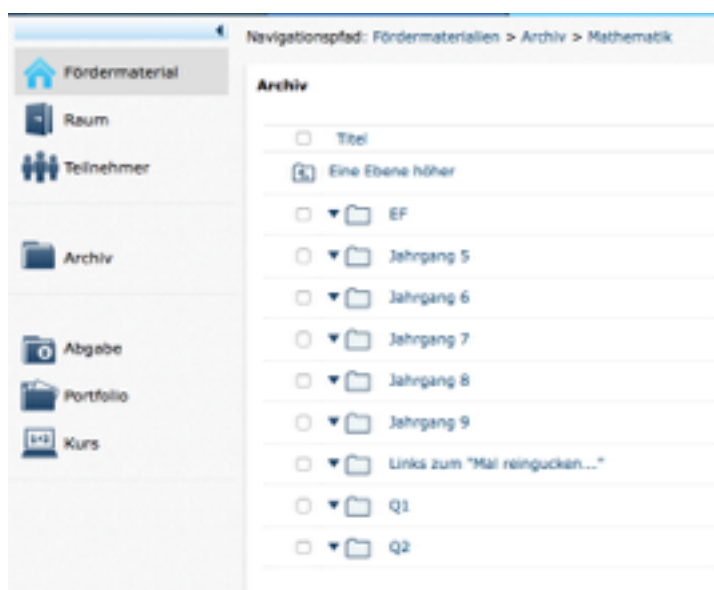 Navigationspfad: Fördermaterialien > Archiv > Mathematik
Fördermaterial
Raum
Teilnehmer
Archiv
Abgabe
Portfolio
Kurs
Archiv
Titel
Eine Ebene höher
EF
Jahrgang 5
Jahrgang 6
Jahrgang 7
Jahrgang 8
Jahrgang 9
Links zum "Mal reingucken..."
Q1
Q2